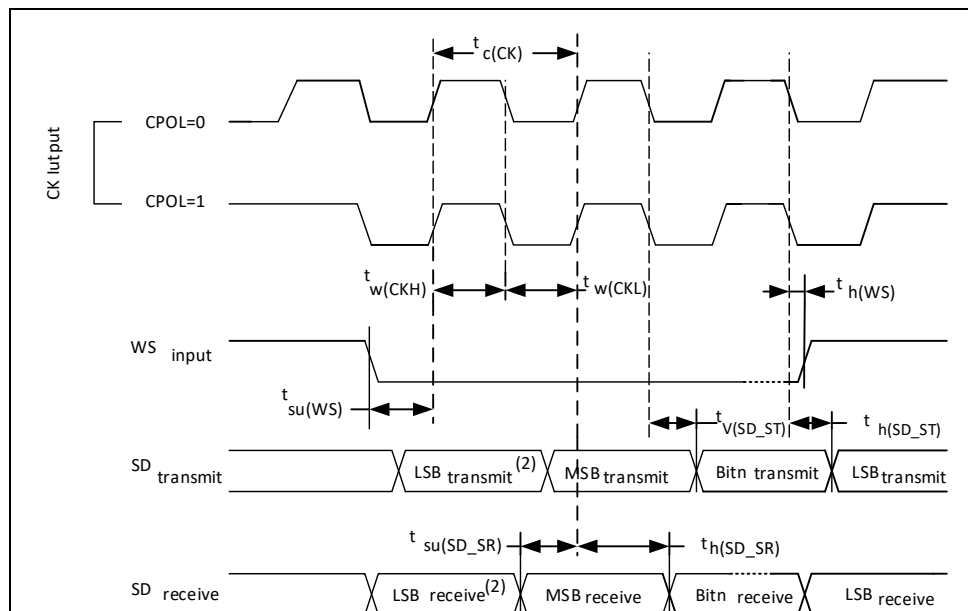 t c(CK)
CK Iutput
CPOL=0
CPOL=1
t w(CKH)
t w(CKL)
t h(WS)
WS input
t su(WS)
t V(SD_ST)
t h(SD_ST)
SD transmit
LSB transmit(2)
MSB transmit
Bitn transmit
LSB transmit
t su(SD_SR)
t h(SD_SR)
SD receive
LSB receive(2)
MSB receive
Bitn receive
LSB receive